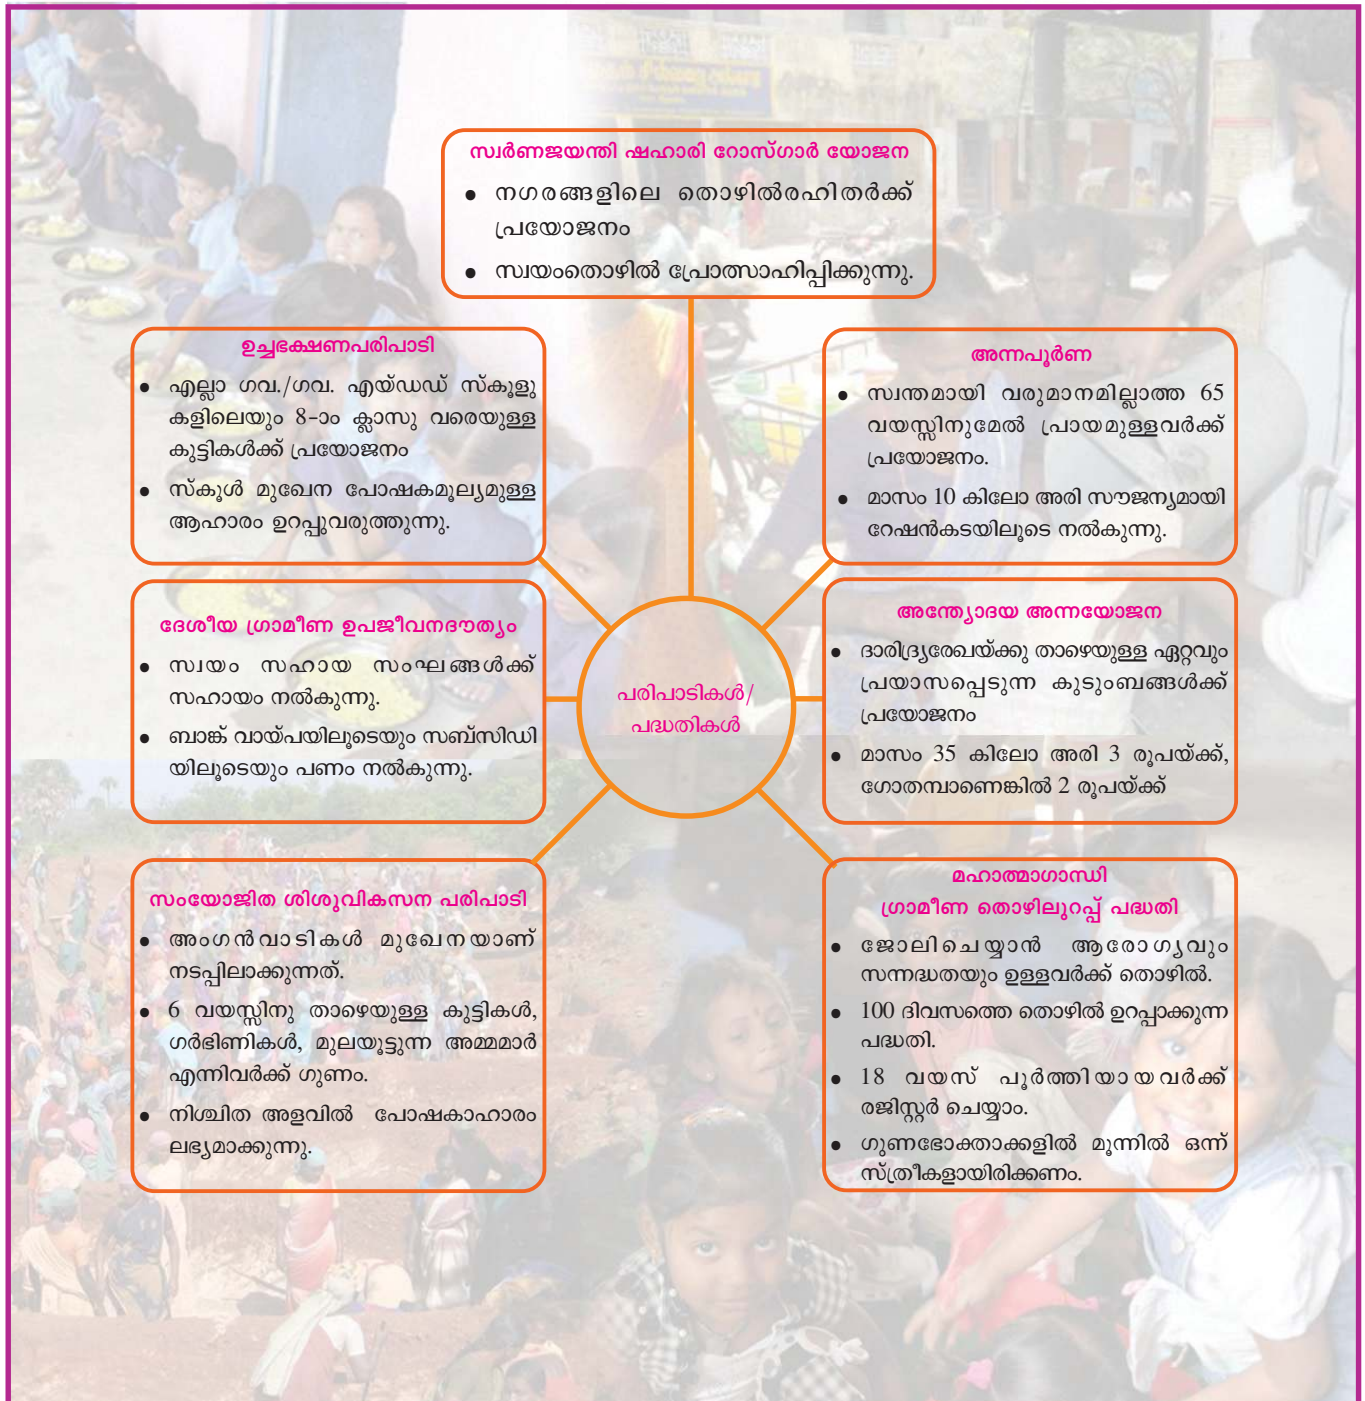 സ്വർണജയന്തി ഷഹാരി റോസ്ഗാർ യോജന
● നഗരങ്ങളിലെ തൊഴിൽരഹിതർക്ക്
പ്രയോജനം
● സ്വയംതൊഴിൽ പ്രോത്സാഹിപ്പിക്കുന്നു.
ഉച്ചഭക്ഷണപരിപാടി
● എല്ലാ ഗവ./ഗവ. എയ്ഡഡ് സ്കൂളു
കളിലെയും 8-ാം ക്ലാസു വരെയുള്ള
കുട്ടികൾക്ക് പ്രയോജനം
● സ്കൂൾ മുഖേന പോഷകമൂല്യമുള്ള
ആഹാരം ഉറപ്പുവരുത്തുന്നു.
അന്നപൂർണ
● സ്വന്തമായി വരുമാനമില്ലാത്ത 65
വയസ്സിനുമേൽ പ്രായമുള്ളവർക്ക്
പ്രയോജനം.
● മാസം 10 കിലോ അരി സൗജന്യമായി
റേഷൻകടയിലൂടെ നൽകുന്നു.
ദേശീയ ഗ്രാമീണ ഉപജീവനദൗത്യം
● സ്വയം സഹായ സംഘങ്ങൾക്ക്
സഹായം നൽകുന്നു.
● ബാങ്ക് വായ്പയിലൂടെയും സബ്സിഡി
യിലൂടെയും പണം നൽകുന്നു.
പരിപാടികൾ/
പദ്ധതികൾ
അന്ത്യോദയ അന്നയോജന
● ദാരിദ്ര്യരേഖയ്ക്കു താഴെയുള്ള ഏറ്റവും
പ്രയാസപ്പെടുന്ന കുടുംബങ്ങൾക്ക്
പ്രയോജനം
● മാസം 35 കിലോ അരി 3 രൂപയ്ക്ക്,
ഗോതമ്പാണെങ്കിൽ 2 രൂപയ്ക്ക്
സംയോജിത ശിശുവികസന പരിപാടി
● അംഗൻവാടികൾ മുഖേനയാണ്
നടപ്പിലാക്കുന്നത്.
● 6 വയസ്സിനു താഴെയുള്ള കുട്ടികൾ,
ഗർഭിണികൾ, മുലയൂട്ടുന്ന അമ്മമാർ
എന്നിവർക്ക് ഗുണം.
● നിശ്ചിത അളവിൽ പോഷകാഹാരം
ലഭ്യമാക്കുന്നു.
മഹാത്മാഗാന്ധി
ഗ്രാമീണ തൊഴിലുറപ്പ് പദ്ധതി
● ജോലിചെയ്യാൻ ആരോഗ്യവും
സന്നദ്ധതയും ഉള്ളവർക്ക് തൊഴിൽ.
● 100 ദിവസത്തെ തൊഴിൽ ഉറപ്പാക്കുന്ന
പദ്ധതി.
● 18 വയസ് പൂർത്തിയായവർക്ക്
രജിസ്റ്റർ ചെയ്യാം.
● ഗുണഭോക്താക്കളിൽ മൂന്നിൽ ഒന്ന്
സ്ത്രീകളായിരിക്കണം.